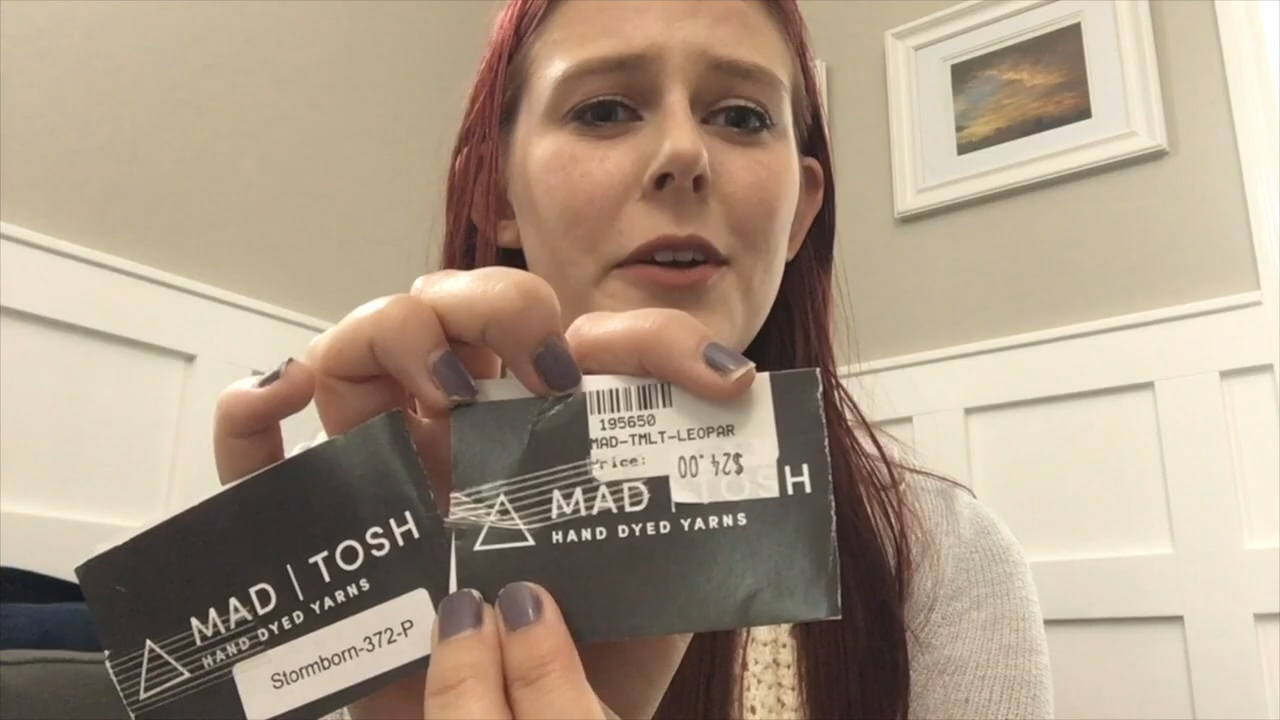 MAD | TOSH
HAND DYED YARNS
Stormborn-372-P
195650
MAD-TMLT-LEOPAR
Price:
$24.00
MAD | TOSH
HAND DYED YARNS